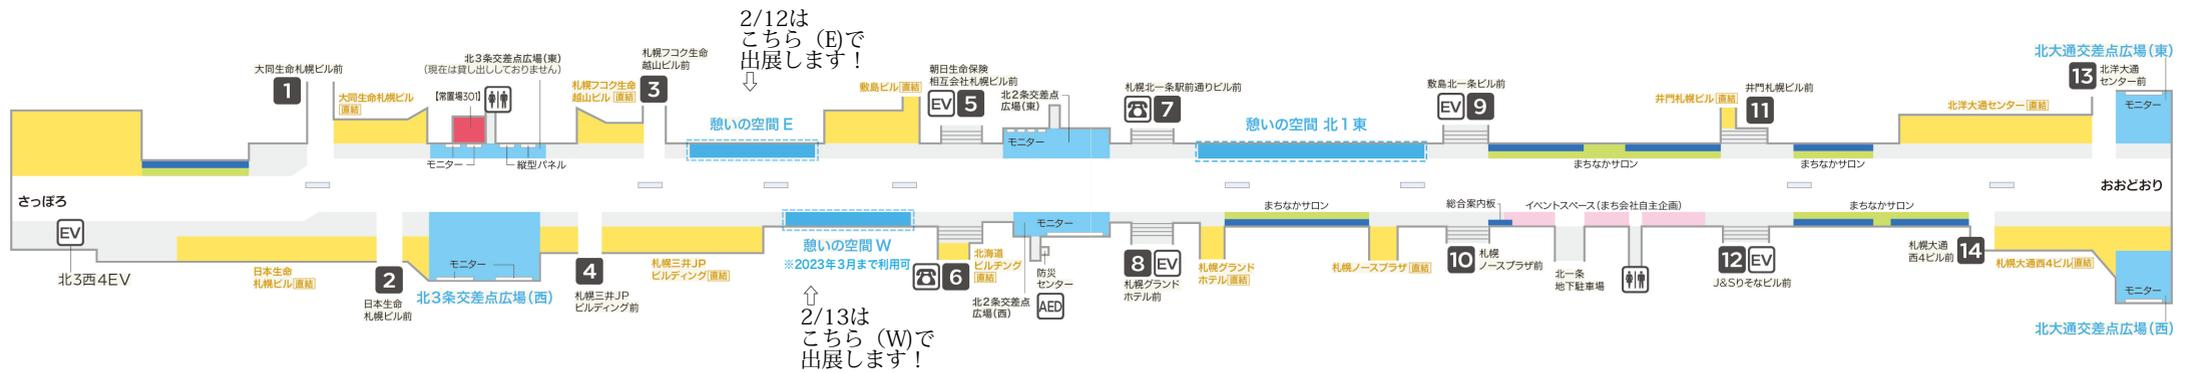 2/12は
こちら（E)で
出展します！
北大通交差点広場（東）
大同生命札幌ビル前
1
大同生命札幌ビル 直結
北3条交差点広場（東）
（現在は貸し出ししておりません）
【常置場301】
モニター
縦型パネル
札幌フコク生命
越山ビル前
3
札幌フコク生命
越山ビル 直結
憩いの空間 E
敷島ビル 直結
朝日生命保険
相互会社札幌ビル前
EV 5
北2条交差点
広場（東）
モニター
札幌北一条駅前通りビル前
7
憩いの空間 北1東
敷島北一条ビル前
EV 9
まちなかサロン
井門札幌ビル 直結
井門札幌ビル前
11
まちなかサロン
北洋大通センター 直結
13
北洋大通
センター前
モニター
さっぽろ
おおどおり
EV
北3西4EV
日本生命
札幌ビル 直結
2
日本生命
札幌ビル前
モニター
北3条交差点広場（西）
4
札幌三井JP
ビルディング前
札幌三井JP
ビルディング 直結
憩いの空間 W
※2023年3月まで利用可
6
北海道
ビルヂング
直結
モニター
北2条交差点
広場（西）
防災
センター
AED
8 EV
札幌グランド
ホテル前
札幌グランド
ホテル 直結
まちなかサロン
札幌ノースプラザ 直結
総合案内板
10
札幌
ノースプラザ前
イベントスペース（まち会社自主企画）
北一条
地下駐車場
12 EV
J&Sりそなビル前
まちなかサロン
札幌大通
西4ビル前
14
札幌大通西4ビル 直結
モニター
北大通交差点広場（西）
2/13は
こちら（W)で
出展します！